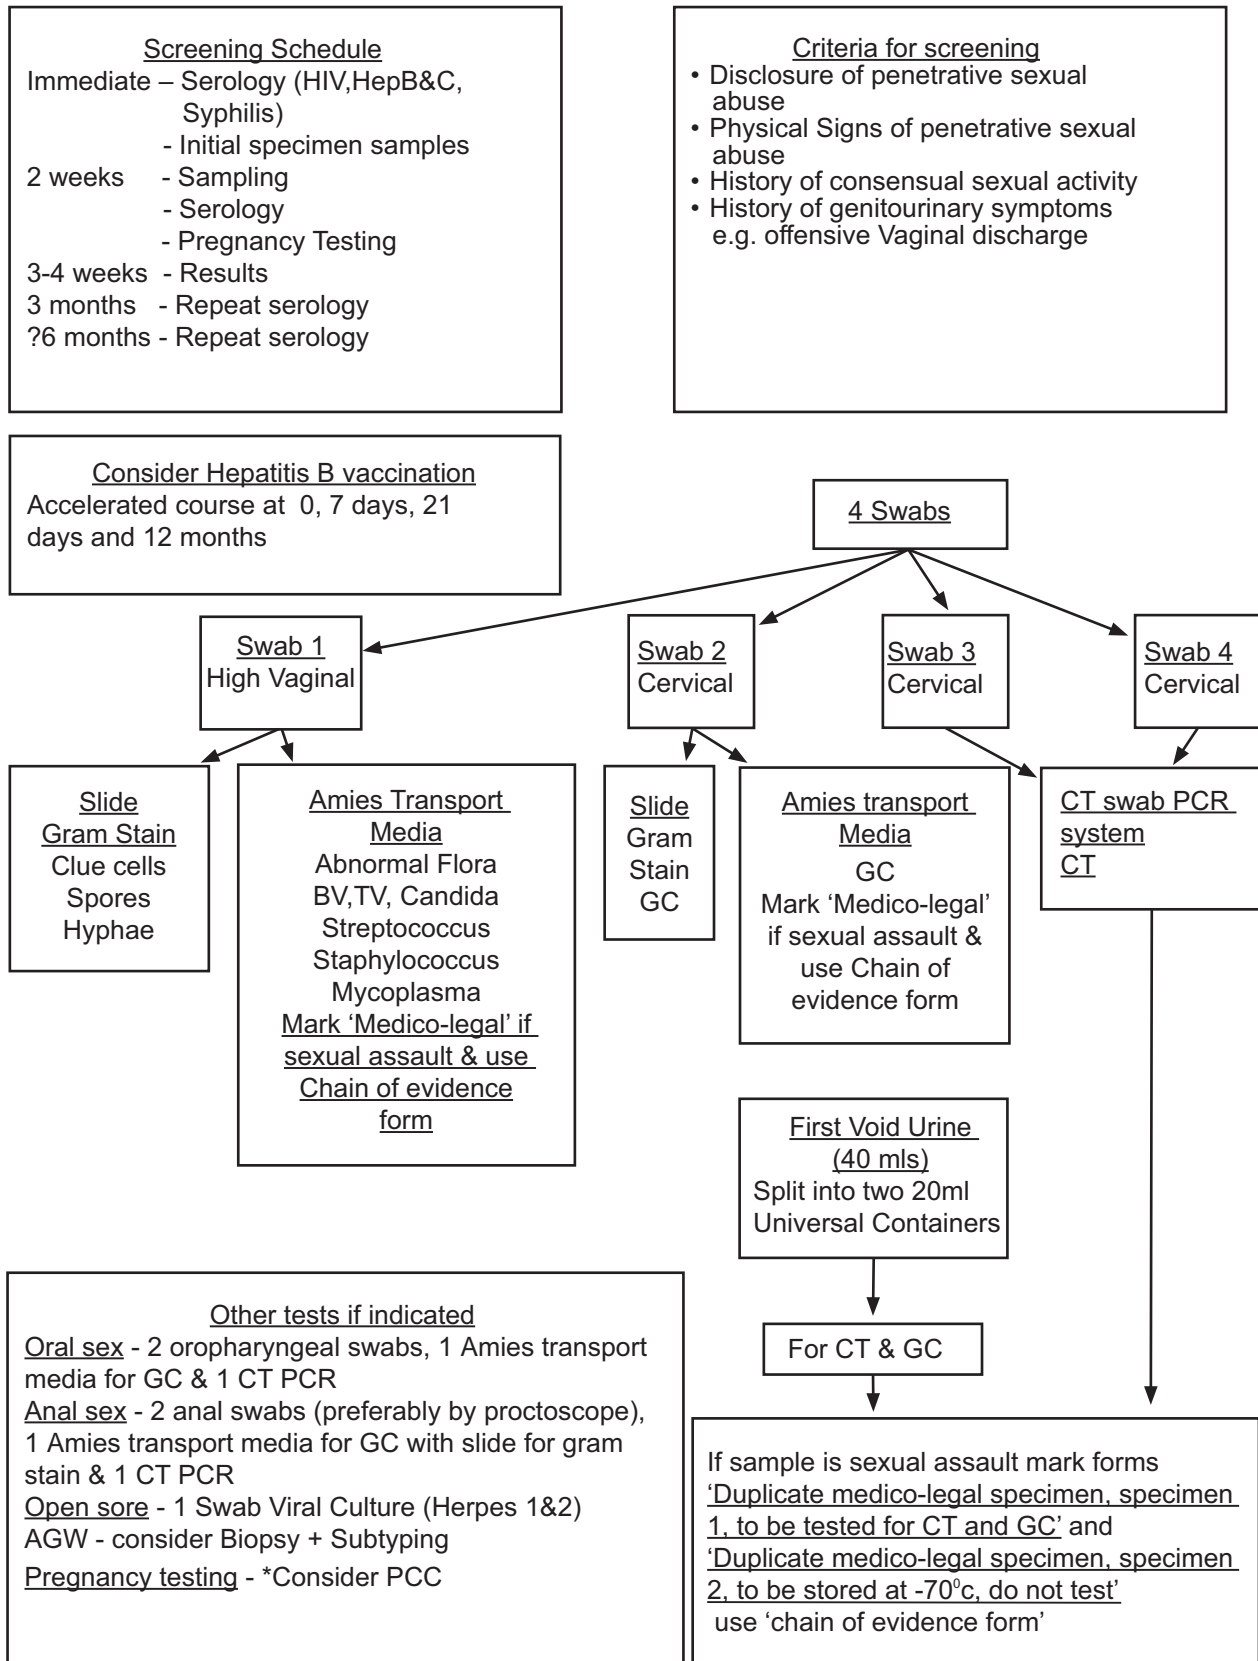 Screening Schedule
Immediate – Serology (HIV,HepB&C,
Syphilis)
- Initial specimen samples
2 weeks - Sampling
- Serology
- Pregnancy Testing
3-4 weeks - Results
3 months - Repeat serology
?6 months - Repeat serology
Criteria for screening
• Disclosure of penetrative sexual
abuse
• Physical Signs of penetrative sexual
abuse
• History of consensual sexual activity
• History of genitourinary symptoms
e.g. offensive Vaginal discharge
Consider Hepatitis B vaccination
Accelerated course at 0, 7 days, 21
days and 12 months
4 Swabs
Swab 1
High Vaginal
Swab 2
Cervical
Swab 3
Cervical
Swab 4
Cervical
Slide
Gram Stain
Clue cells
Spores
Hyphae
Amies Transport
Media
Abnormal Flora
BV,TV, Candida
Streptococcus
Staphylococcus
Mycoplasma
Mark ‘Medico-legal’ if
sexual assault & use
Chain of evidence
form
Slide
Gram
Stain
GC
Amies transport
Media
GC
Mark ‘Medico-legal’
if sexual assault &
use Chain of
evidence form
CT swab PCR
system
CT
First Void Urine
(40 mls)
Split into two 20ml
Universal Containers
For CT & GC
Other tests if indicated
Oral sex - 2 oropharyngeal swabs, 1 Amies transport
media for GC & 1 CT PCR
Anal sex - 2 anal swabs (preferably by proctoscope),
1 Amies transport media for GC with slide for gram
stain & 1 CT PCR
Open sore - 1 Swab Viral Culture (Herpes 1&2)
AGW - consider Biopsy + Subtyping
Pregnancy testing - *Consider PCC
If sample is sexual assault mark forms
‘Duplicate medico-legal specimen, specimen
1, to be tested for CT and GC’ and
‘Duplicate medico-legal specimen, specimen
2, to be stored at -70⁰c, do not test’
use ‘chain of evidence form’